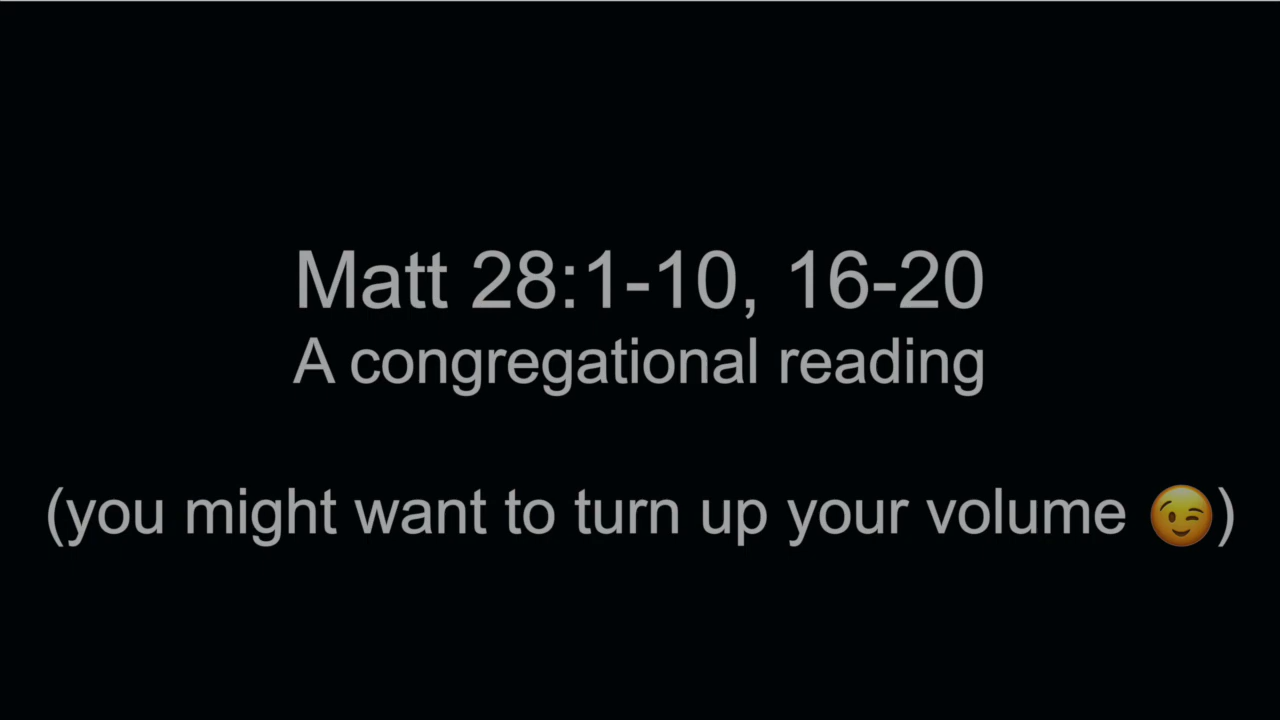 Matt 28:1-10, 16-20
A congregational reading
(you might want to turn up your volume 😉)